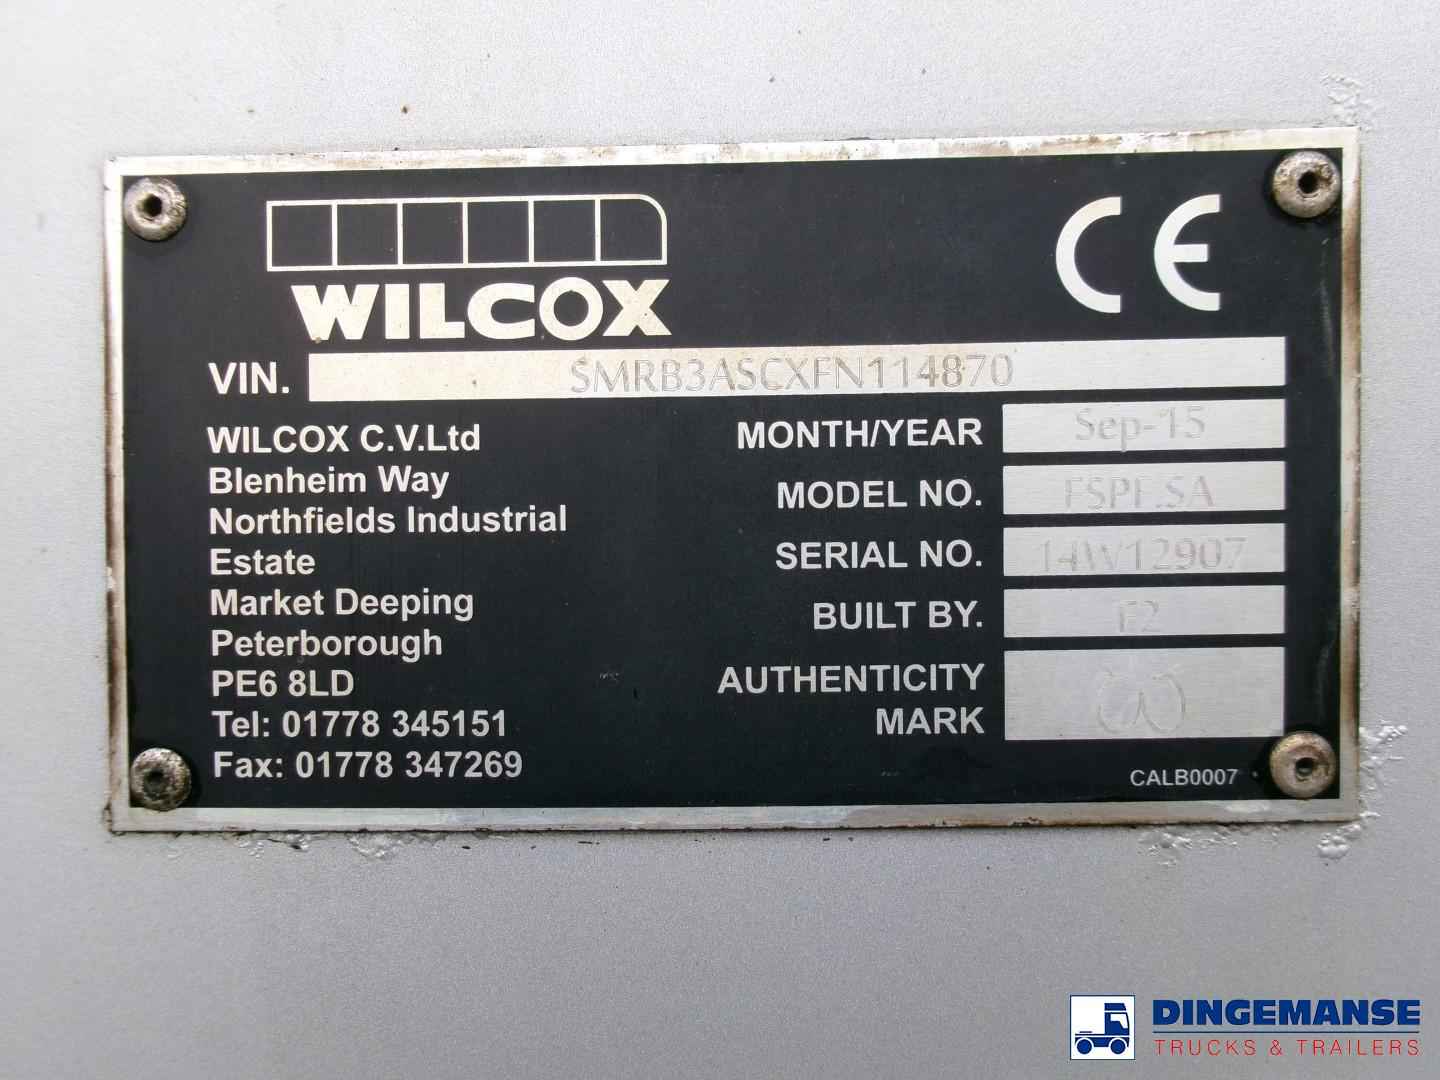 WILCOX
CE
VIN. SMRB3ASCXFN114870
WILCOX C.V.Ltd
Blenheim Way
Northfields Industrial
Estate
Market Deeping
Peterborough
PE6 8LD
Tel: 01778 345151
Fax: 01778 347269
MONTH/YEAR Sep-15
MODEL NO.
SERIAL NO. 14W12907
BUILT BY. F2
AUTHENTICITY
MARK
CALB0007
DINGEMANSE
TRUCKS & TRAILERS